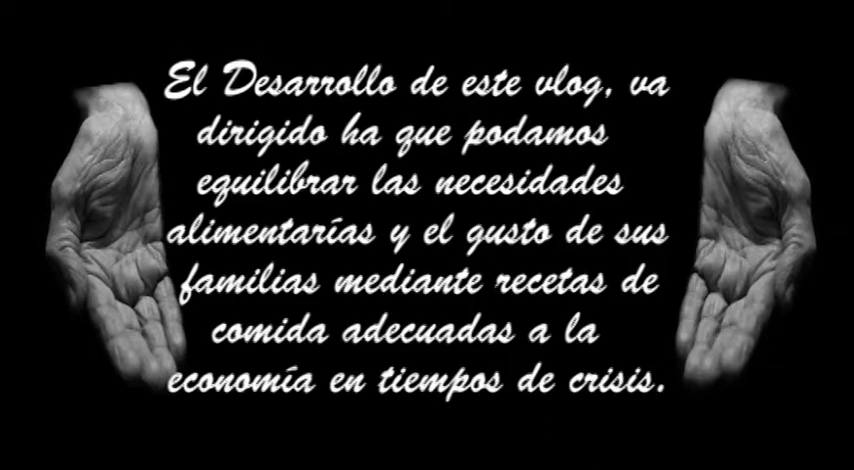 El Desarrollo de este vlog, va
dirigido ha que podamos
equilibrar las necesidades
alimentarías y el gusto de sus
familias mediante recetas de
comida adecuadas a la
economía en tiempos de crisis.